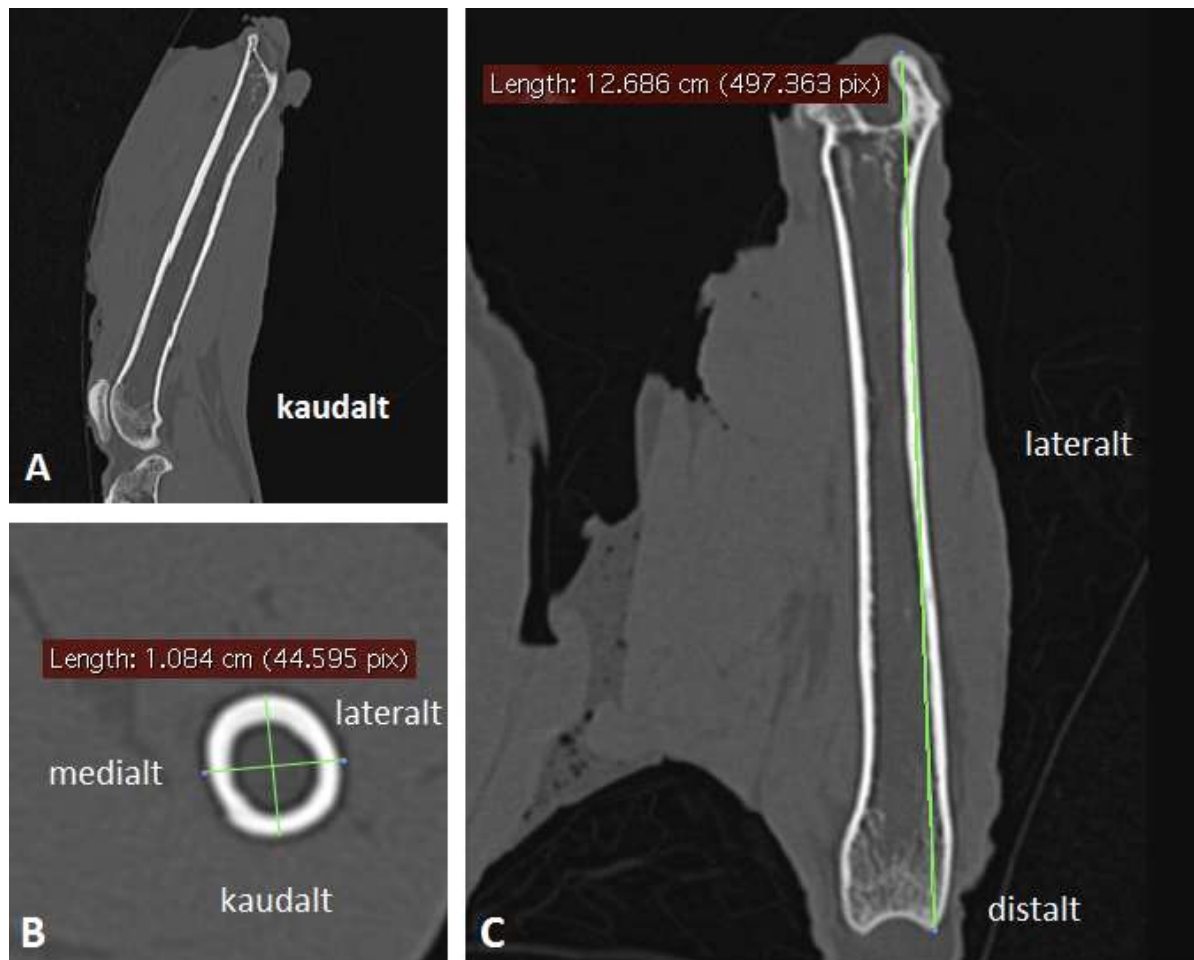 kaudalt
A
Length: 1.084 cm (44.595 pix)
lateralt
medialt
kaudalt
B
Length: 12.686 cm (497.363 pix)
lateralt
distalt
C